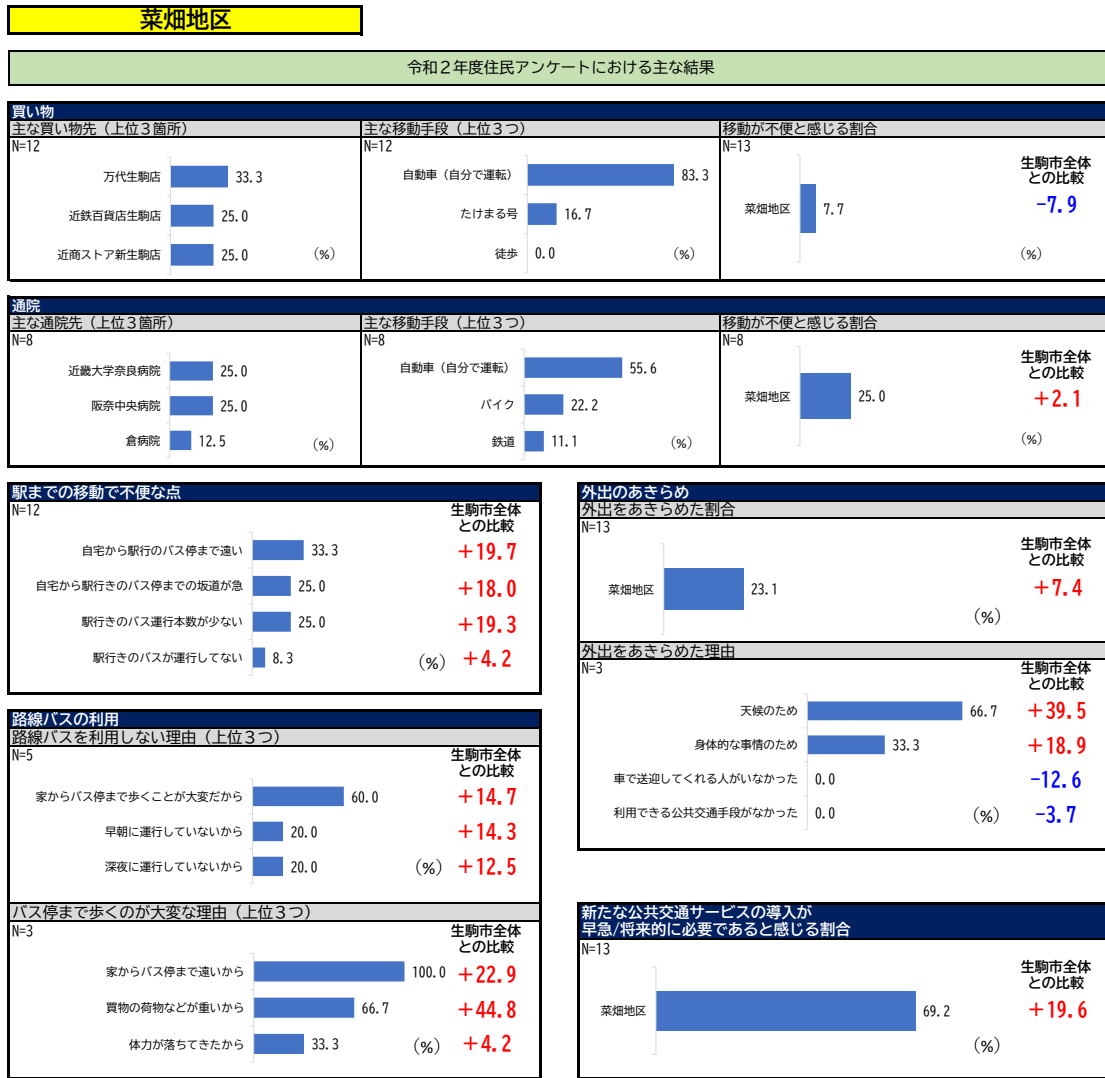 菜畑地区
令和２年度住民アンケートにおける主な結果
買い物
主な買い物先（上位３箇所）
N=12
万代生駒店 33.3
近鉄百貨店生駒店 25.0
近商ストア新生駒店 25.0
（%）
主な移動手段（上位３つ）
N=12
自動車（自分で運転） 83.3
たけまる号 16.7
徒歩 0.0
（%）
移動が不便と感じる割合
N=13
菜畑地区 7.7
生駒市全体
との比較
-7.9
（%）
通院
主な通院先（上位３箇所）
N=8
近畿大学奈良病院 25.0
阪奈中央病院 25.0
倉病院 12.5
（%）
主な移動手段（上位３つ）
N=8
自動車（自分で運転） 55.6
バイク 22.2
鉄道 11.1
（%）
移動が不便と感じる割合
N=8
菜畑地区 25.0
生駒市全体
との比較
＋2.1
（%）
駅までの移動で不便な点
N=12
生駒市全体
との比較
自宅から駅行のバス停まで遠い 33.3 ＋19.7
自宅から駅行きのバス停までの坂道が急 25.0 ＋18.0
駅行きのバス運行本数が少ない 25.0 ＋19.3
駅行きのバスが運行してない 8.3 （%） ＋4.2
路線バスの利用
路線バスを利用しない理由（上位３つ）
N=5
生駒市全体
との比較
家からバス停まで歩くことが大変だから 60.0 ＋14.7
早朝に運行していないから 20.0 ＋14.3
深夜に運行していないから 20.0 （%） ＋12.5
バス停まで歩くのが大変な理由（上位３つ）
N=3
生駒市全体
との比較
家からバス停まで遠いから 100.0 ＋22.9
買物の荷物などが重いから 66.7 ＋44.8
体力が落ちてきたから 33.3 （%） ＋4.2
外出のあきらめ
外出をあきらめた割合
N=13
菜畑地区 23.1
生駒市全体
との比較
＋7.4
（%）
外出をあきらめた理由
N=3
生駒市全体
との比較
天候のため 66.7 ＋39.5
身体的な事情のため 33.3 ＋18.9
車で送迎してくれる人がいなかった 0.0 -12.6
利用できる公共交通手段がなかった 0.0 （%） -3.7
新たな公共交通サービスの導入が
早急/将来的に必要であると感じる割合
N=13
菜畑地区 69.2
生駒市全体
との比較
＋19.6
（%）